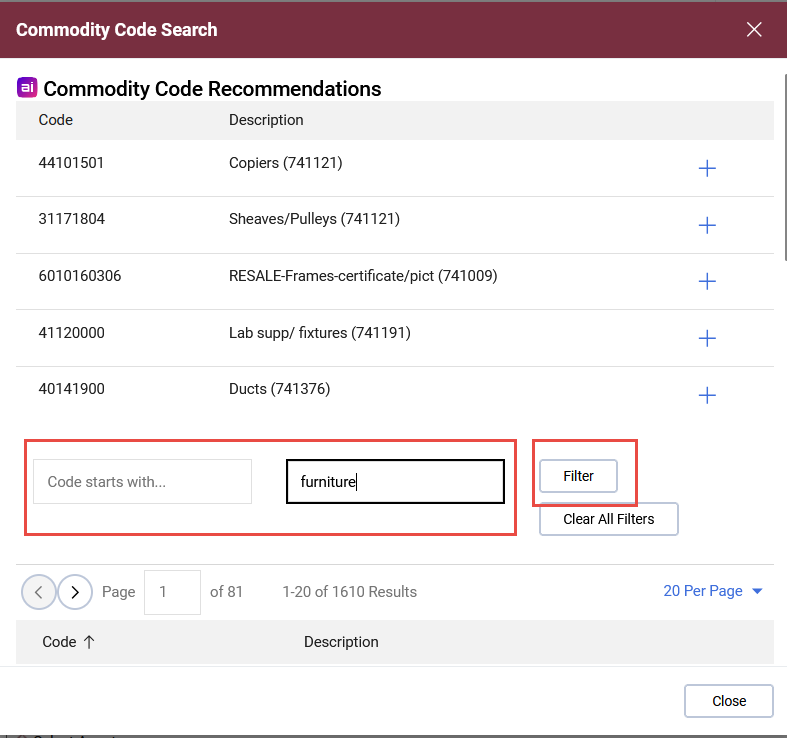 Commodity Code Search
ai Commodity Code Recommendations
Code Description
44101501 Copiers (741121)
31171804 Sheaves/Pulleys (741121)
6010160306 RESALE-Frames-certificate/pict (741009)
41120000 Lab supp/ fixtures (741191)
40141900 Ducts (741376)
Code starts with... furniture Filter
Clear All Filters
Page 1 of 81 1-20 of 1610 Results 20 Per Page
Code ↑ Description
Close